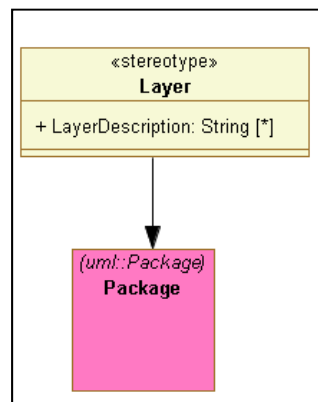 «stereotype»
Layer
+ LayerDescription: String [*]
(uml::Package)
Package